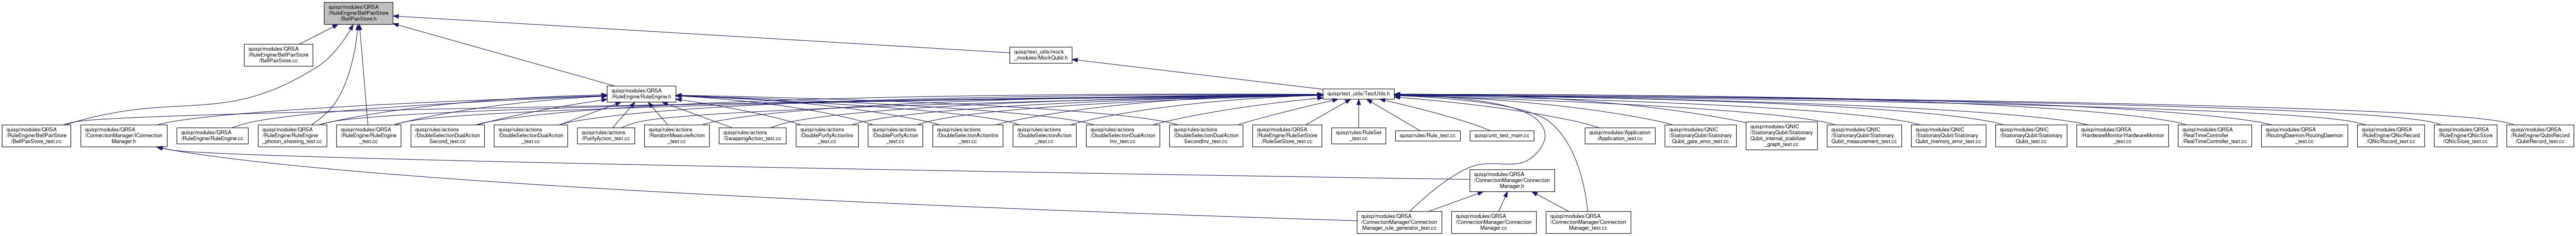 quisp/modules/QRSA
/RuleEngine/BellPairStore
/BellPairStore.h
quisp/modules/QRSA
/RuleEngine/BellPairStore
/BellPairStore.cc
quisp/test_utils/mock
_modules/MockQubit.h
quisp/modules/QRSA
/RuleEngine/RuleEngine.h
quisp/test_utils/TestUtils.h
quisp/modules/QRSA
/RuleEngine/BellPairStore
/BellPairStore_test.cc
quisp/modules/QRSA
/ConnectionManager/IConnection
Manager.h
quisp/modules/QRSA
/RuleEngine/RuleEngine.cc
quisp/modules/QRSA
/RuleEngine/RuleEngine
_photon_shooting_test.cc
quisp/modules/QRSA
/RuleEngine/RuleEngine
_test.cc
quisp/rules/actions
/DoubleSelectionDualAction
Second_test.cc
quisp/rules/actions
/DoubleSelectionDualAction
_test.cc
quisp/rules/actions
/PurifyAction_test.cc
quisp/rules/actions
/RandomMeasureAction
_test.cc
quisp/rules/actions
/SwappingAction_test.cc
quisp/rules/actions
/DoublePurifyActionInv
_test.cc
quisp/rules/actions
/DoublePurifyAction
_test.cc
quisp/rules/actions
/DoubleSelectionActionInv
_test.cc
quisp/rules/actions
/DoubleSelectionAction
_test.cc
quisp/rules/actions
/DoubleSelectionDualAction
Inv_test.cc
quisp/rules/actions
/DoubleSelectionDualAction
SecondInv_test.cc
quisp/modules/QRSA
/RuleEngine/RuleSetStore
/RuleSetStore_test.cc
quisp/rules/RuleSet
_test.cc
quisp/rules/Rule_test.cc
quisp/unit_test_main.cc
quisp/modules/Application
/Application_test.cc
quisp/modules/QNIC
/StationaryQubit/Stationary
Qubit_gate_error_test.cc
quisp/modules/QNIC
/StationaryQubit/Stationary
Qubit_internal_stabilizer
_graph_test.cc
quisp/modules/QNIC
/StationaryQubit/Stationary
Qubit_measurement_test.cc
quisp/modules/QNIC
/StationaryQubit/Stationary
Qubit_memory_error_test.cc
quisp/modules/QNIC
/StationaryQubit/Stationary
Qubit_test.cc
quisp/modules/QRSA
/HardwareMonitor/HardwareMonitor
_test.cc
quisp/modules/QRSA
/RealTimeController
/RealTimeController_test.cc
quisp/modules/QRSA
/RoutingDaemon/RoutingDaemon
_test.cc
quisp/modules/QRSA
/RuleEngine/QNicRecord
/QNicRocord_test.cc
quisp/modules/QRSA
/RuleEngine/QNicStore
/QNicStore_test.cc
quisp/modules/QRSA
/RuleEngine/QubitRecord
/QubitRecord_test.cc
quisp/modules/QRSA
/ConnectionManager/Connection
Manager.h
quisp/modules/QRSA
/ConnectionManager/Connection
Manager_rule_generator_test.cc
quisp/modules/QRSA
/ConnectionManager/Connection
Manager.cc
quisp/modules/QRSA
/ConnectionManager/Connection
Manager_test.cc